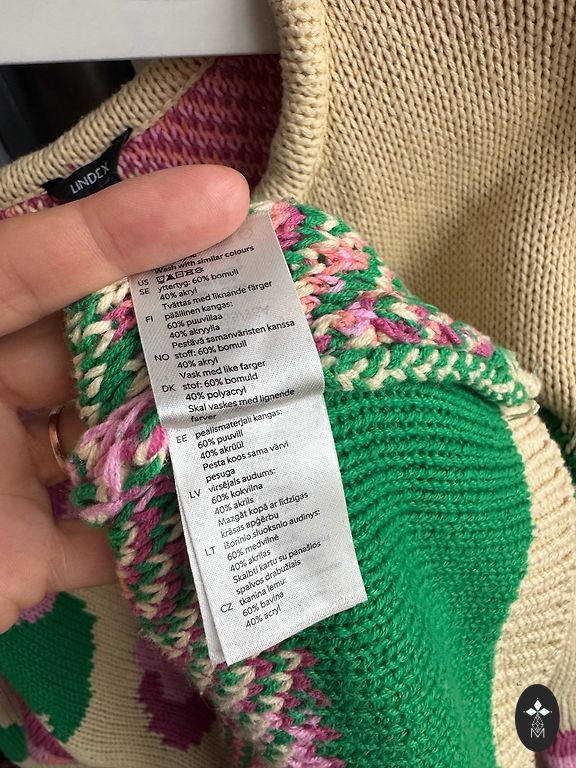 LINDEX
Wash with similar colours
US
SE yttertyg: 60% bomull
40% akryl
Tvättas med liknande färger
FI päällinen kangas:
60% puuvillaa
40% akryylia
Pestävä samanväristen kanssa
NO stoff: 60% bomull
40% akryl
Vask med like farger
DK stof: 60% bomuld
40% polyacryl
Skal vaskes med lignende
farver
EE pealismaterjali kangas:
60% puuvill
40% akrüül
Pesta koos sama värvi
pesuga
LV virsējais audums:
60% kokvilna
40% akrils
Mazgāt kopā ar līdzīgas
krāsas apģērbu
LT išorinio sluoksnio audinys:
60% medvilnė
40% akrilas
Skalbti kartu su panašios
spalvos drabužiais
CZ tkanina lemu:
60% bavlna
40% acryl